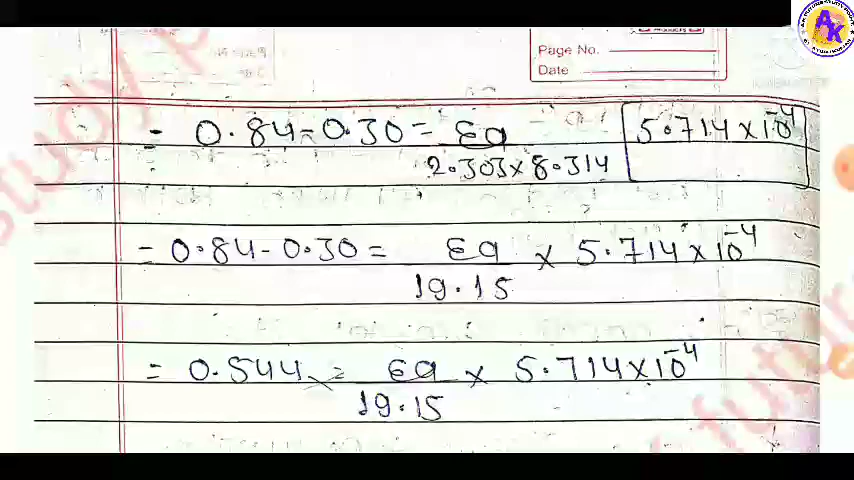 AK
Page No.
Date
= 0.84-0.30 = Ea [5.714×10⁻⁴]
2.303×8.314
= 0.84-0.30 = Ea × 5.714×10⁻⁴
19.15
= 0.544 = Ea × 5.714×10⁻⁴
19.15